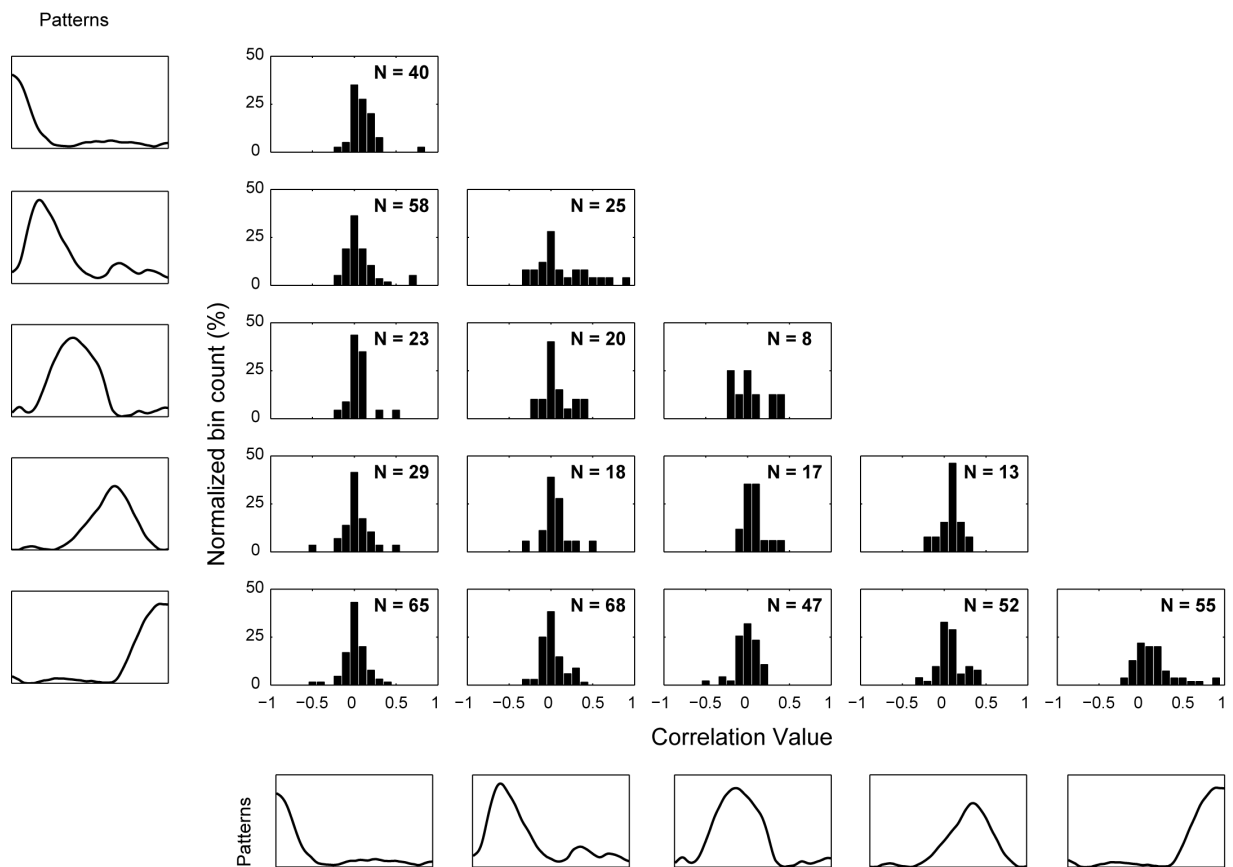 Patterns
50
25
0
N = 40
50
25
0
N = 58
N = 25
50
25
0
N = 23
N = 20
N = 8
50
25
0
N = 29
N = 18
N = 17
N = 13
50
25
0
N = 65
N = 68
N = 47
N = 52
N = 55
Normalized bin count (%)
−1 −0.5 0 0.5 1
−1 −0.5 0 0.5 1
−1 −0.5 0 0.5 1
−1 −0.5 0 0.5 1
−1 −0.5 0 0.5 1
Correlation Value
Patterns